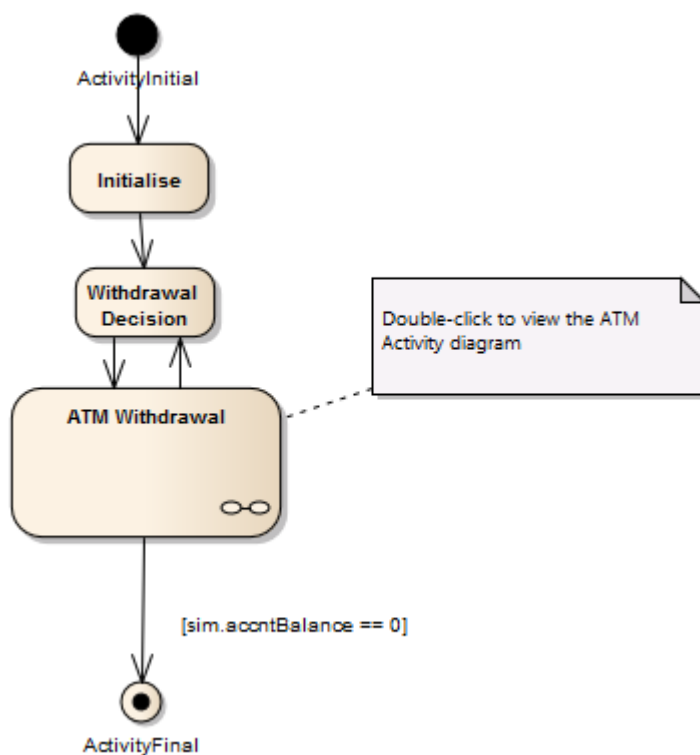 ActivityInitial
Initialise
Withdrawal
Decision
Double-click to view the ATM
Activity diagram
ATM Withdrawal
[sim.accntBalance == 0]
ActivityFinal